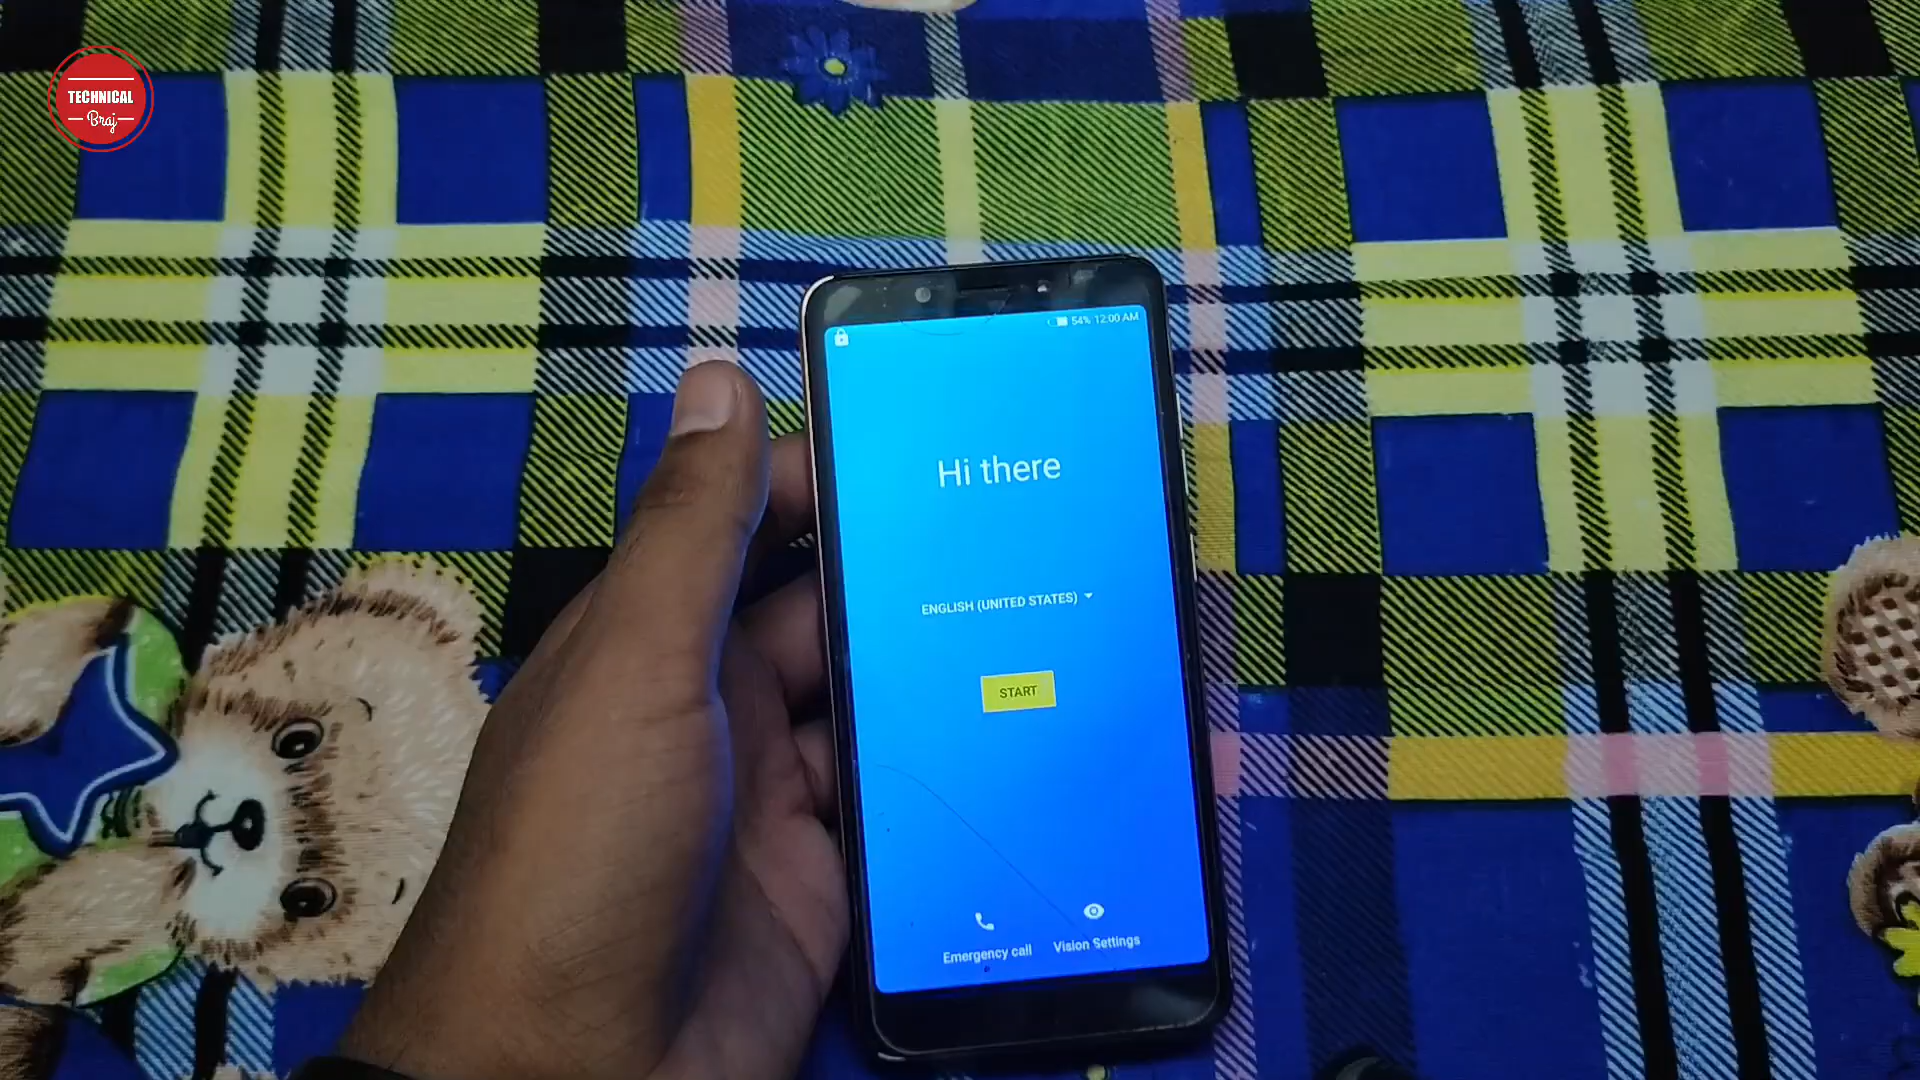 TECHNICAL
Braj
54% 12:00 AM
Hi there
ENGLISH (UNITED STATES)
START
Emergency call
Vision Settings